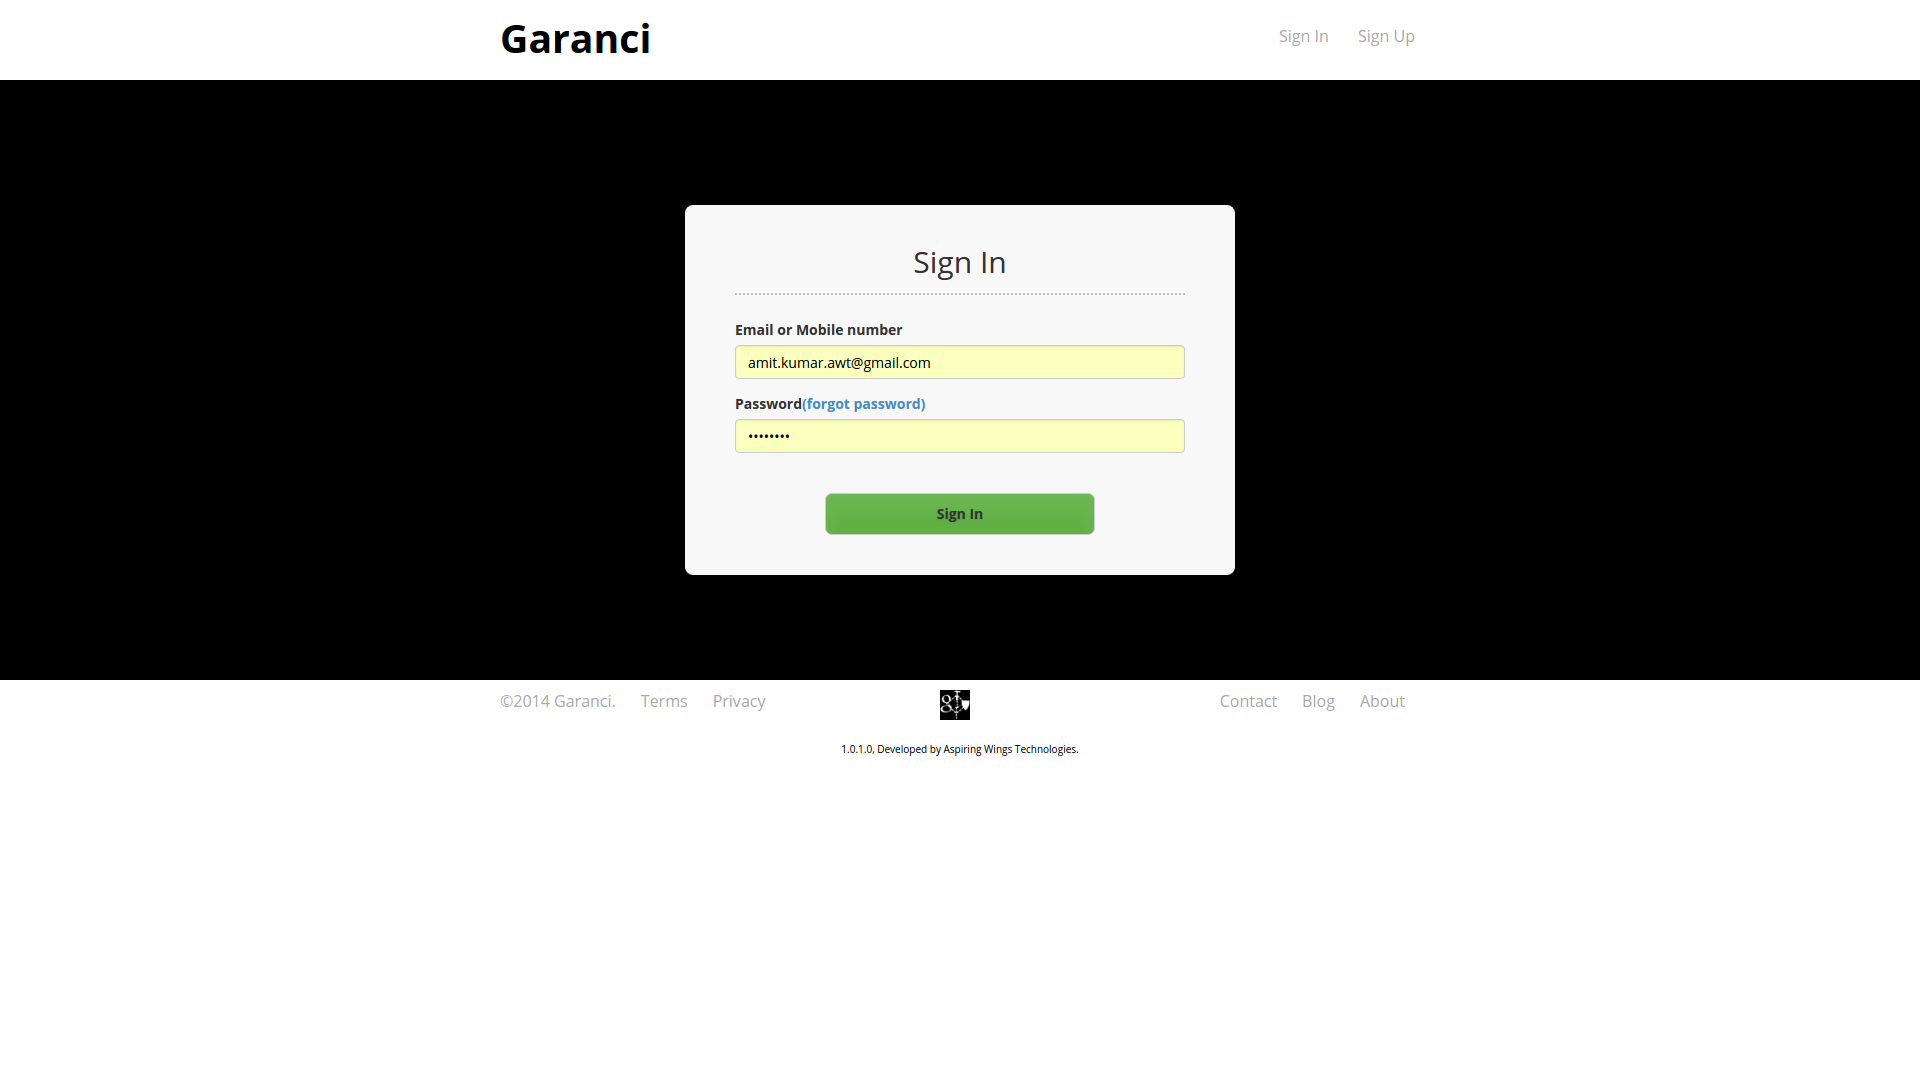 Garanci
Sign In Sign Up
Sign In
Email or Mobile number
amit.kumar.awt@gmail.com
Password(forgot password)
••••••••
Sign In
©2014 Garanci. Terms Privacy
Contact Blog About
1.0.1.0, Developed by Aspiring Wings Technologies.